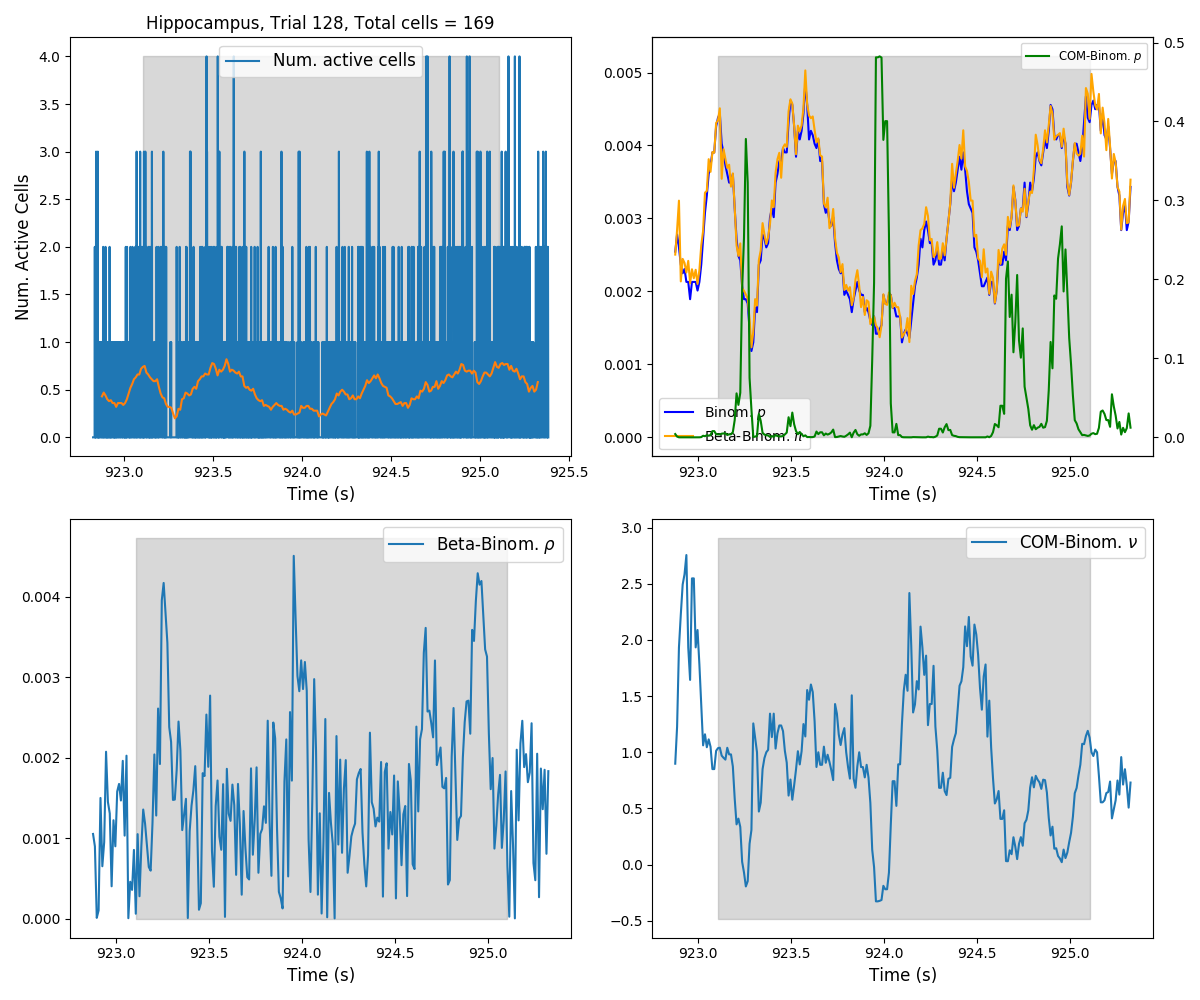 Hippocampus, Trial 128, Total cells = 169
Num. active cells
Num. Active Cells
4.0
3.5
3.0
2.5
2.0
1.5
1.0
0.5
0.0
923.0 923.5 924.0 924.5 925.0 925.5
Time (s)
COM-Binom. p
0.005
0.004
0.003
0.002
0.001
0.000
0.5
0.4
0.3
0.2
0.1
0.0
Binom. p
Beta-Binom. π
923.0 923.5 924.0 924.5 925.0
Time (s)
Beta-Binom. ρ
0.004
0.003
0.002
0.001
0.000
923.0 923.5 924.0 924.5 925.0
Time (s)
COM-Binom. ν
3.0
2.5
2.0
1.5
1.0
0.5
0.0
−0.5
923.0 923.5 924.0 924.5 925.0
Time (s)